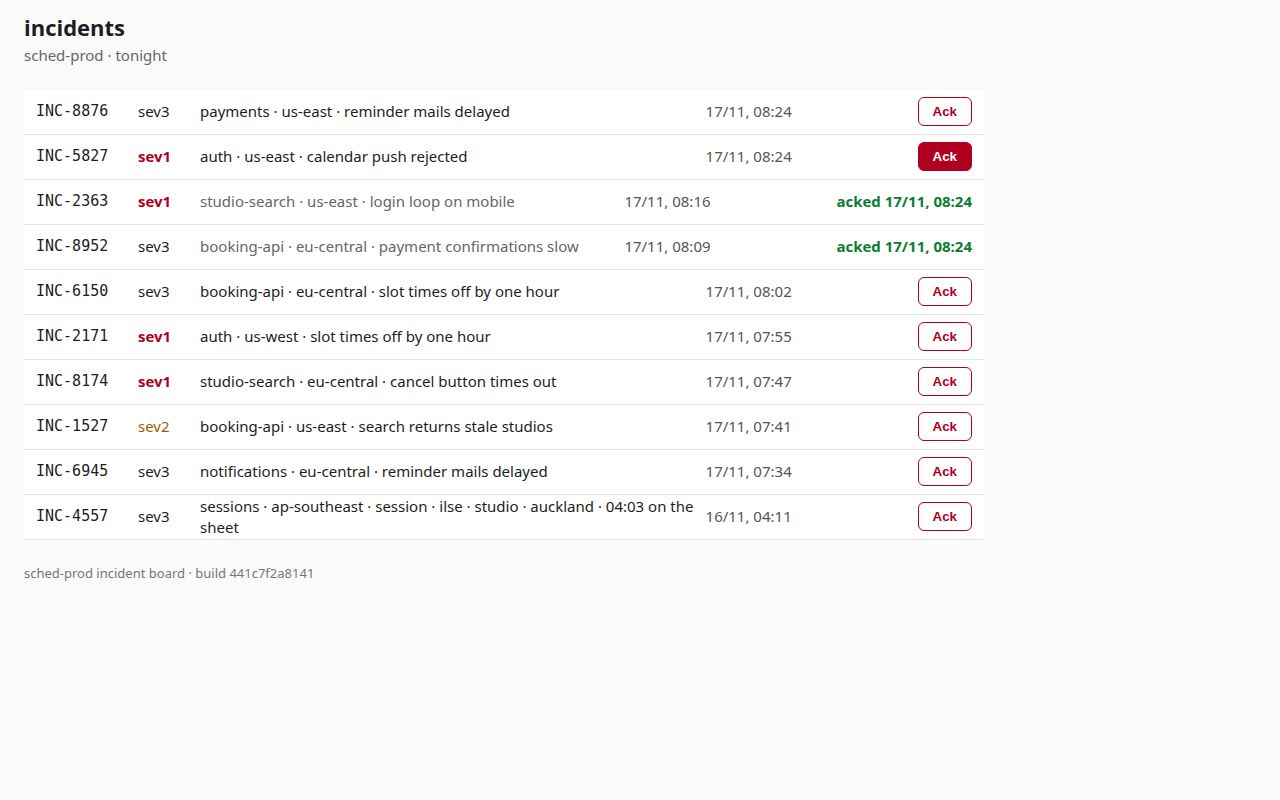 incidents
sched-prod · tonight
INC-8876 sev3 payments · us-east · reminder mails delayed 17/11, 08:24 Ack
INC-5827 sev1 auth · us-east · calendar push rejected 17/11, 08:24 Ack
INC-2363 sev1 studio-search · us-east · login loop on mobile 17/11, 08:16 acked 17/11, 08:24
INC-8952 sev3 booking-api · eu-central · payment confirmations slow 17/11, 08:09 acked 17/11, 08:24
INC-6150 sev3 booking-api · eu-central · slot times off by one hour 17/11, 08:02 Ack
INC-2171 sev1 auth · us-west · slot times off by one hour 17/11, 07:55 Ack
INC-8174 sev1 studio-search · eu-central · cancel button times out 17/11, 07:47 Ack
INC-1527 sev2 booking-api · us-east · search returns stale studios 17/11, 07:41 Ack
INC-6945 sev3 notifications · eu-central · reminder mails delayed 17/11, 07:34 Ack
INC-4557 sev3 sessions · ap-southeast · session · ilse · studio · auckland · 04:03 on the 16/11, 04:11 Ack
sheet
sched-prod incident board · build 441c7f2a8141